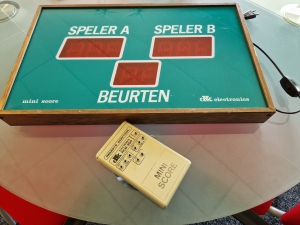 SPELER A SPELER B
BEURTEN
mini score electronics
MINI
SCORE